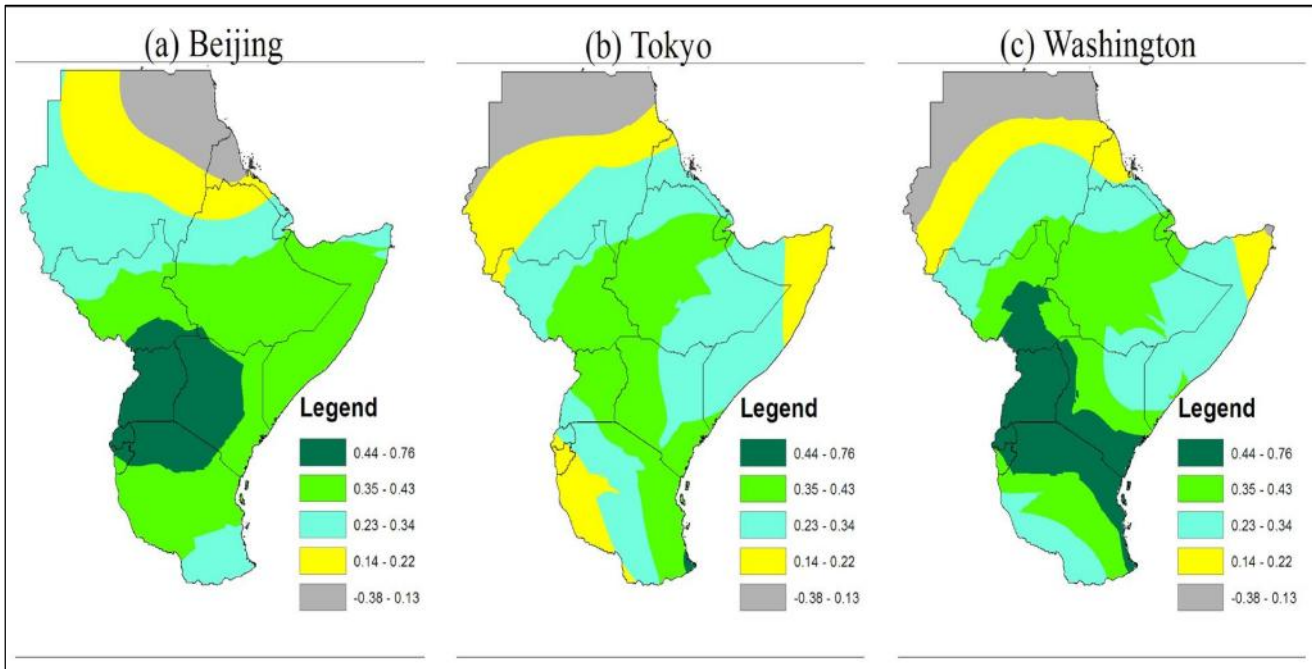 (a) Beijing
(b) Tokyo
(c) Washington
Legend
0.44 - 0.76
0.35 - 0.43
0.23 - 0.34
0.14 - 0.22
-0.38 - 0.13
Legend
0.44 - 0.76
0.35 - 0.43
0.23 - 0.34
0.14 - 0.22
-0.38 - 0.13
Legend
0.44 - 0.76
0.35 - 0.43
0.23 - 0.34
0.14 - 0.22
-0.38 - 0.13